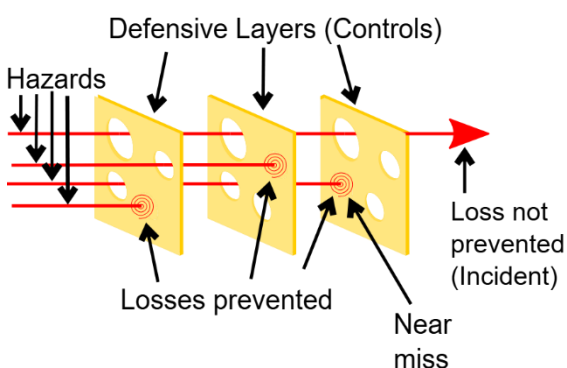 Defensive Layers (Controls)
Hazards
Loss not
prevented
(Incident)
Losses prevented
Near
miss